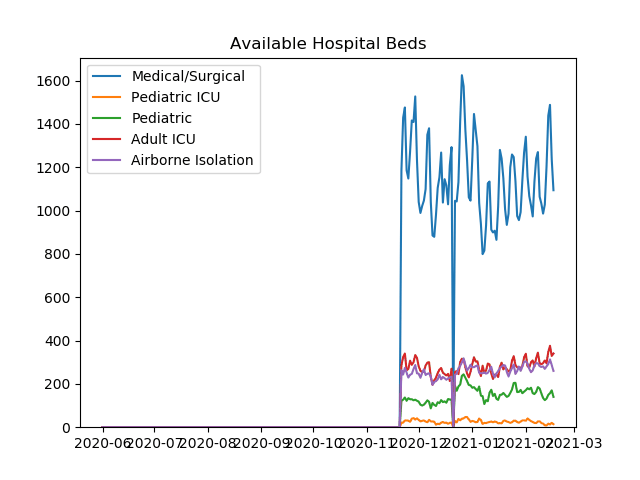 Available Hospital Beds
1600
1400
1200
1000
800
600
400
200
0
Medical/Surgical
Pediatric ICU
Pediatric
Adult ICU
Airborne Isolation
2020-06 2020-07 2020-08 2020-09 2020-10 2020-11 2020-12 2021-01 2021-02 2021-03